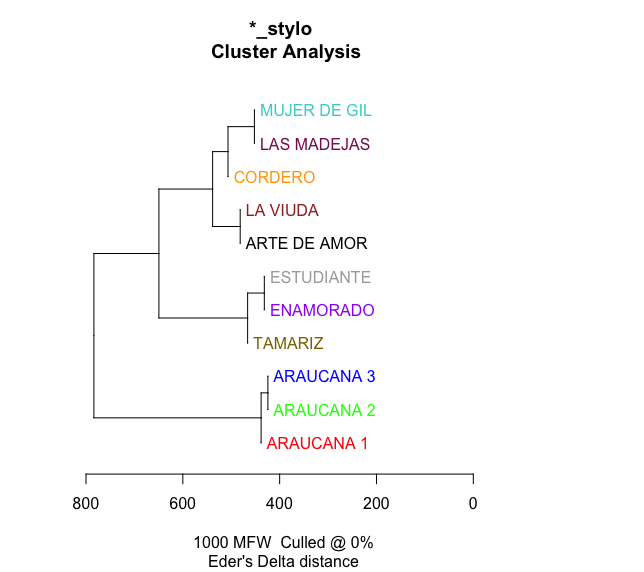 *_stylo
Cluster Analysis
MUJER DE GIL
LAS MADEJAS
CORDERO
LA VIUDA
ARTE DE AMOR
ESTUDIANTE
ENAMORADO
TAMARIZ
ARAUCANA 3
ARAUCANA 2
ARAUCANA 1
800 600 400 200 0
1000 MFW  Culled @ 0%
Eder's Delta distance